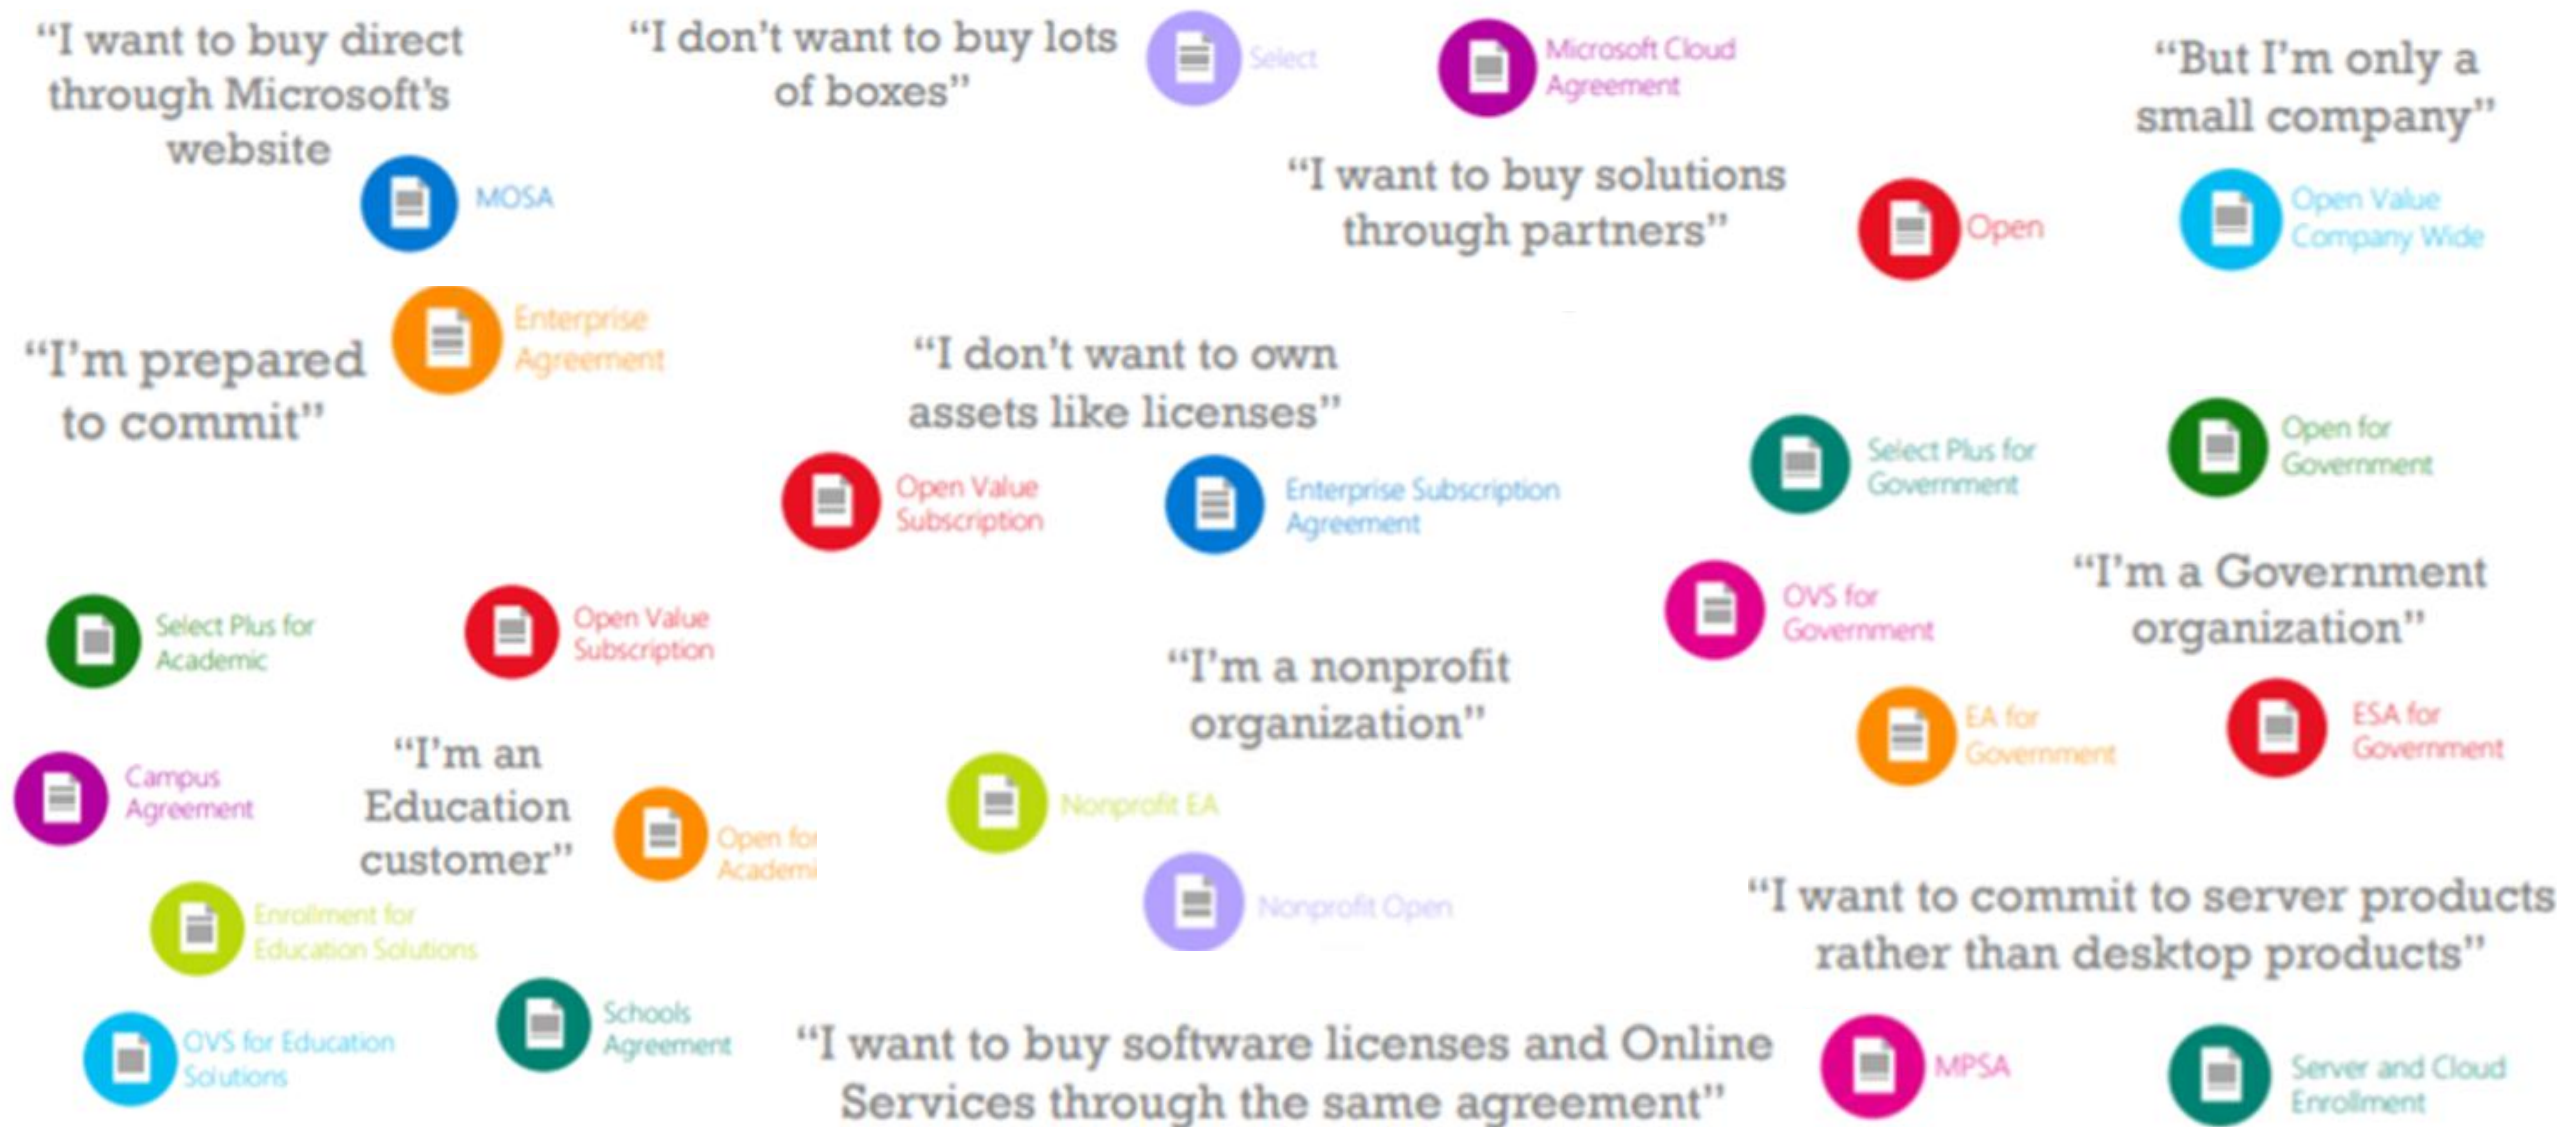 “I want to buy direct
through Microsoft’s
website
MOSA
“I don’t want to buy lots
of boxes”
Select
Microsoft Cloud
Agreement
“I want to buy solutions
through partners”
Open
“But I’m only a
small company”
Open Value
Company Wide
“I’m prepared
to commit”
Enterprise
Agreement
“I don’t want to own
assets like licenses”
Open Value
Subscription
Enterprise Subscription
Agreement
Select Plus for
Government
Open for
Government
OVS for
Government
“I’m a Government
organization”
EA for
Government
ESA for
Government
Select Plus for
Academic
Open Value
Subscription
Campus
Agreement
“I’m an
Education
customer”
Open for
Academi
Enrollment for
Education Solutions
OVS for Education
Solutions
Schools
Agreement
“I’m a nonprofit
organization”
Nonprofit EA
Nonprofit Open
“I want to buy software licenses and Online
Services through the same agreement”
“I want to commit to server products
rather than desktop products”
MPSA
Server and Cloud
Enrollment